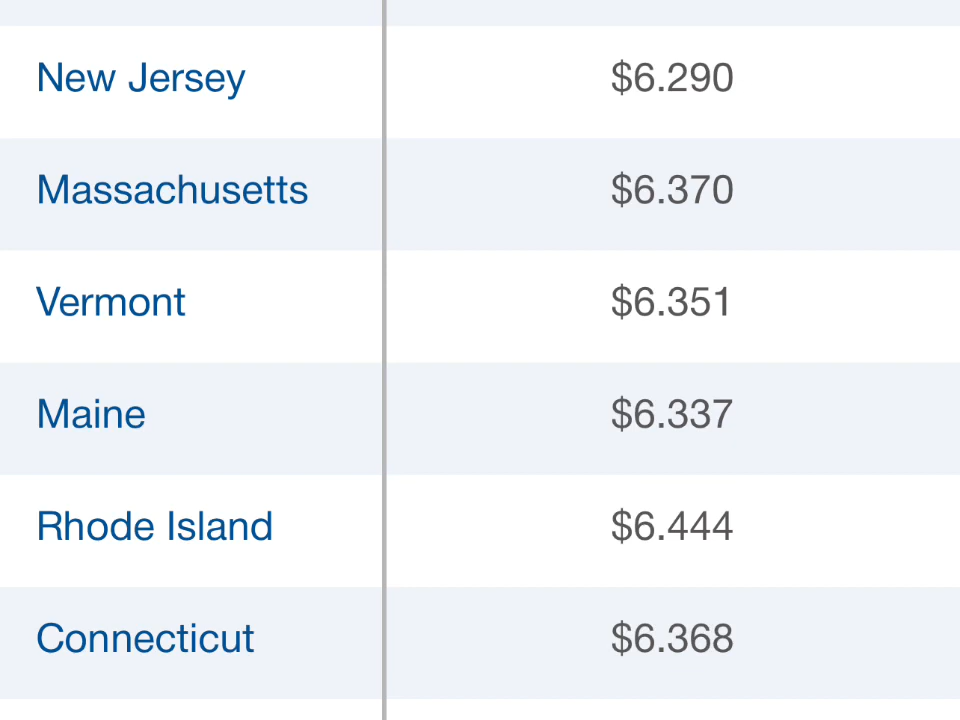 New Jersey $6.290
Massachusetts $6.370
Vermont $6.351
Maine $6.337
Rhode Island $6.444
Connecticut $6.368